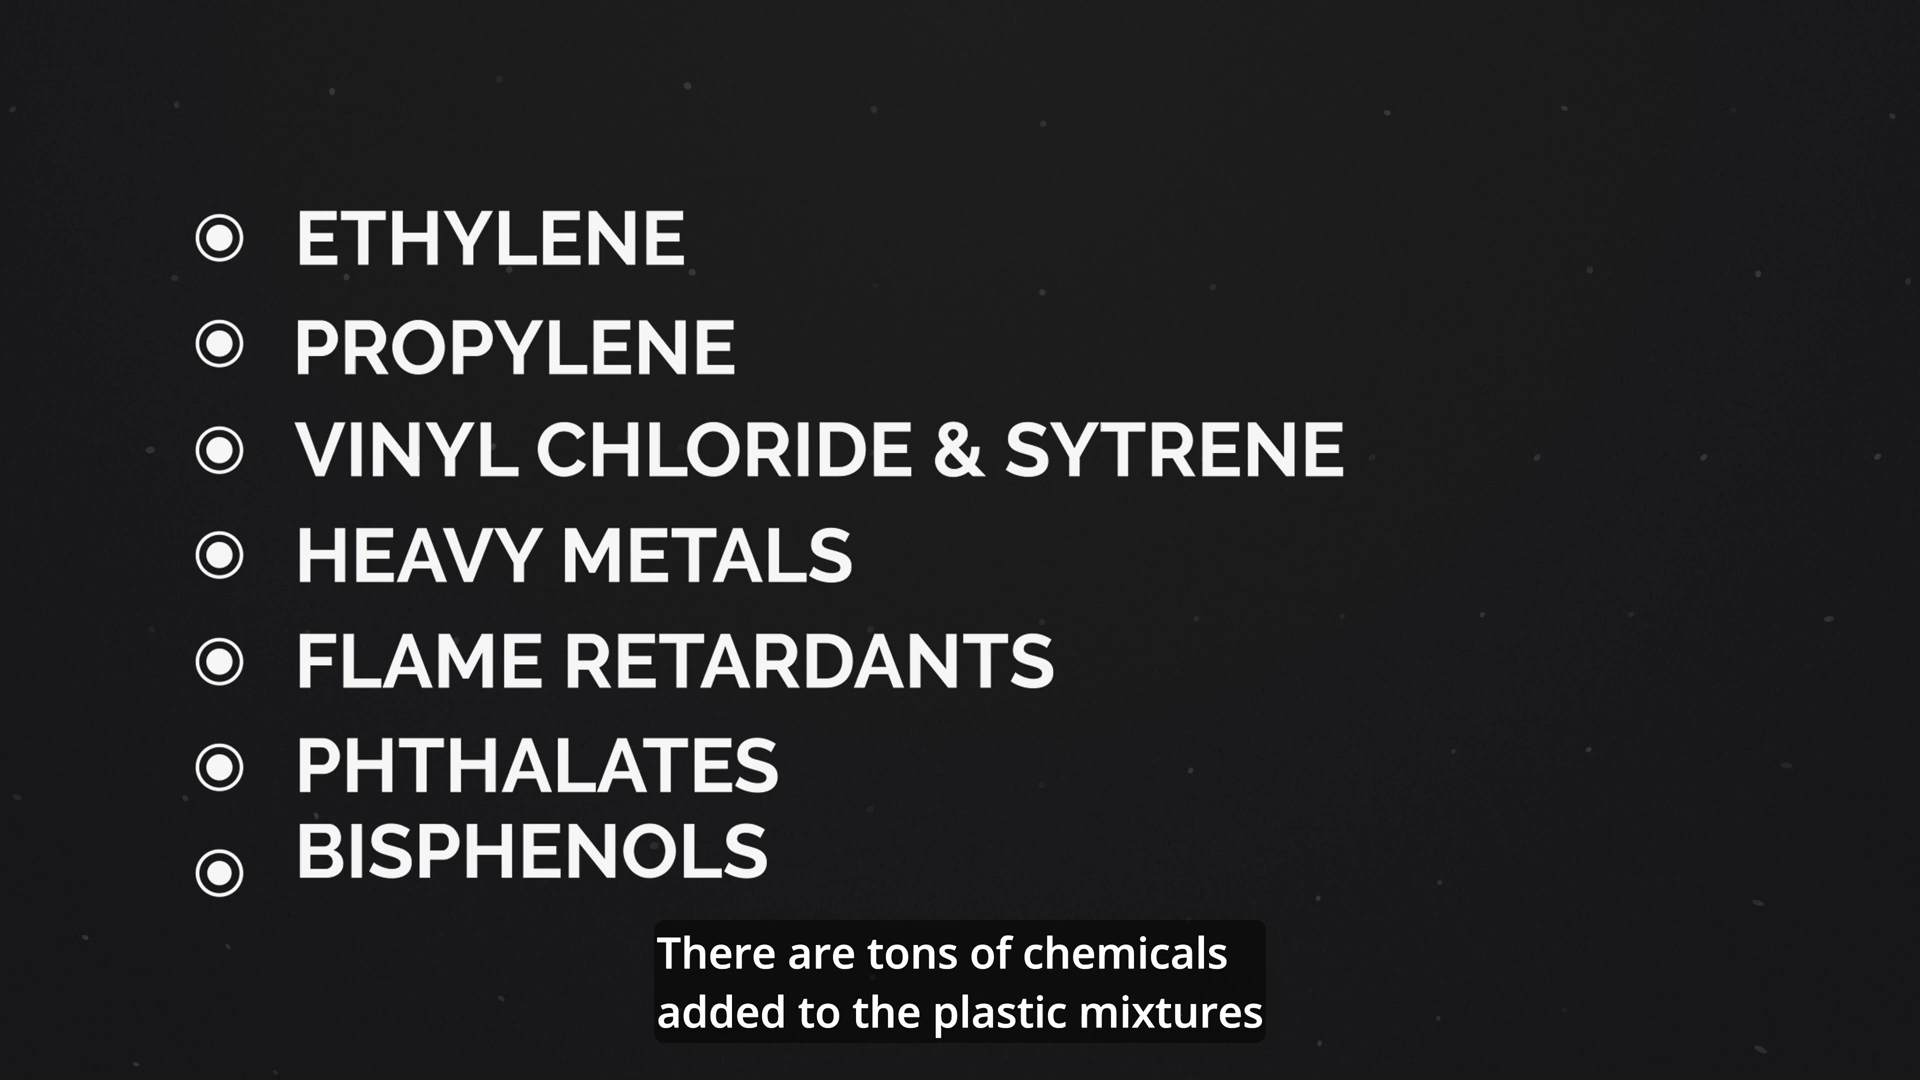 ETHYLENE
PROPYLENE
VINYL CHLORIDE & SYTRENE
HEAVY METALS
FLAME RETARDANTS
PHTHALATES
BISPHENOLS
There are tons of chemicals
added to the plastic mixtures